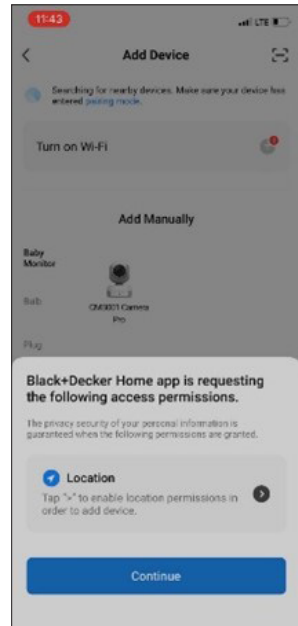 11:43
LTE
Add Device
Searching for nearby devices. Make sure your device has
entered pairing mode.
Turn on Wi-Fi
Add Manually
Baby
Monitor
Bulb
Camera
Pro
Plug
Black+Decker Home app is requesting
the following access permissions.
The privacy security of your personal information is
guaranteed when the following permissions are granted.
Location
Tap ">" to enable location permissions in
order to add device.
Continue